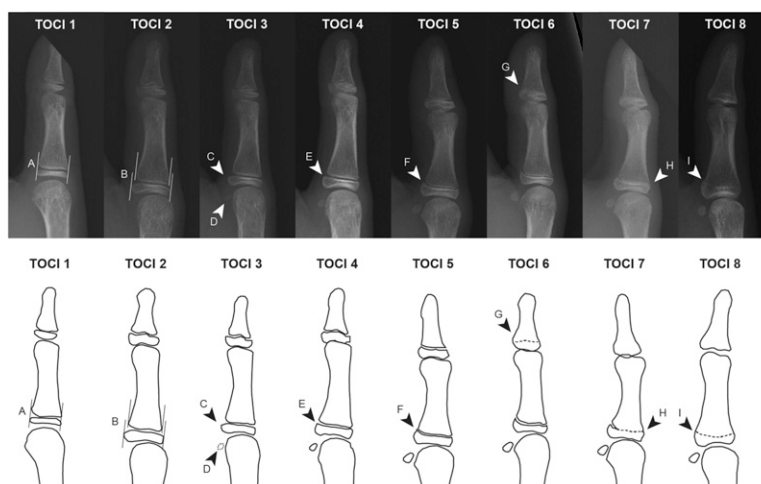 TOCI 1 TOCI 2 TOCI 3 TOCI 4 TOCI 5 TOCI 6 TOCI 7 TOCI 8
G
A B C E F H I
D
TOCI 1 TOCI 2 TOCI 3 TOCI 4 TOCI 5 TOCI 6 TOCI 7 TOCI 8
G
A B C E F H I
D